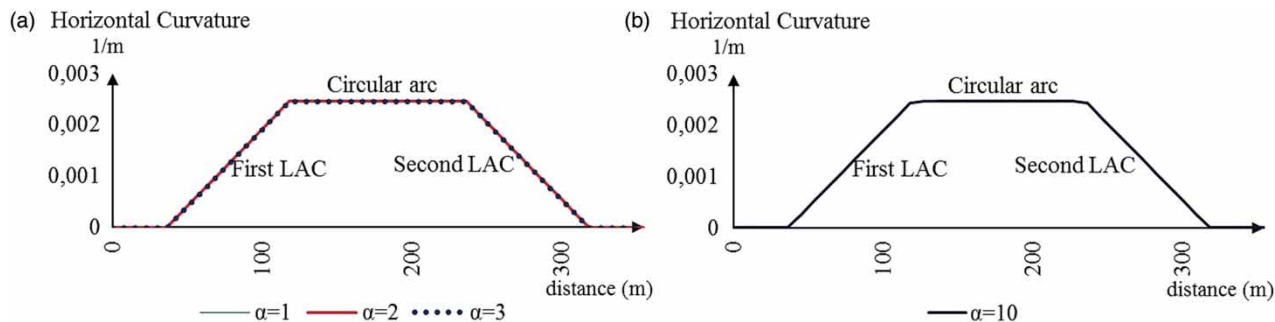 (a) Horizontal Curvature
1/m
0,003
0,002
0,001
0
Circular arc
First LAC
Second LAC
0
100
200
300
distance (m)
α=1 α=2 α=3
(b) Horizontal Curvature
1/m
0,003
0,002
0,001
0
Circular arc
First LAC
Second LAC
0
100
200
300
distance (m)
α=10